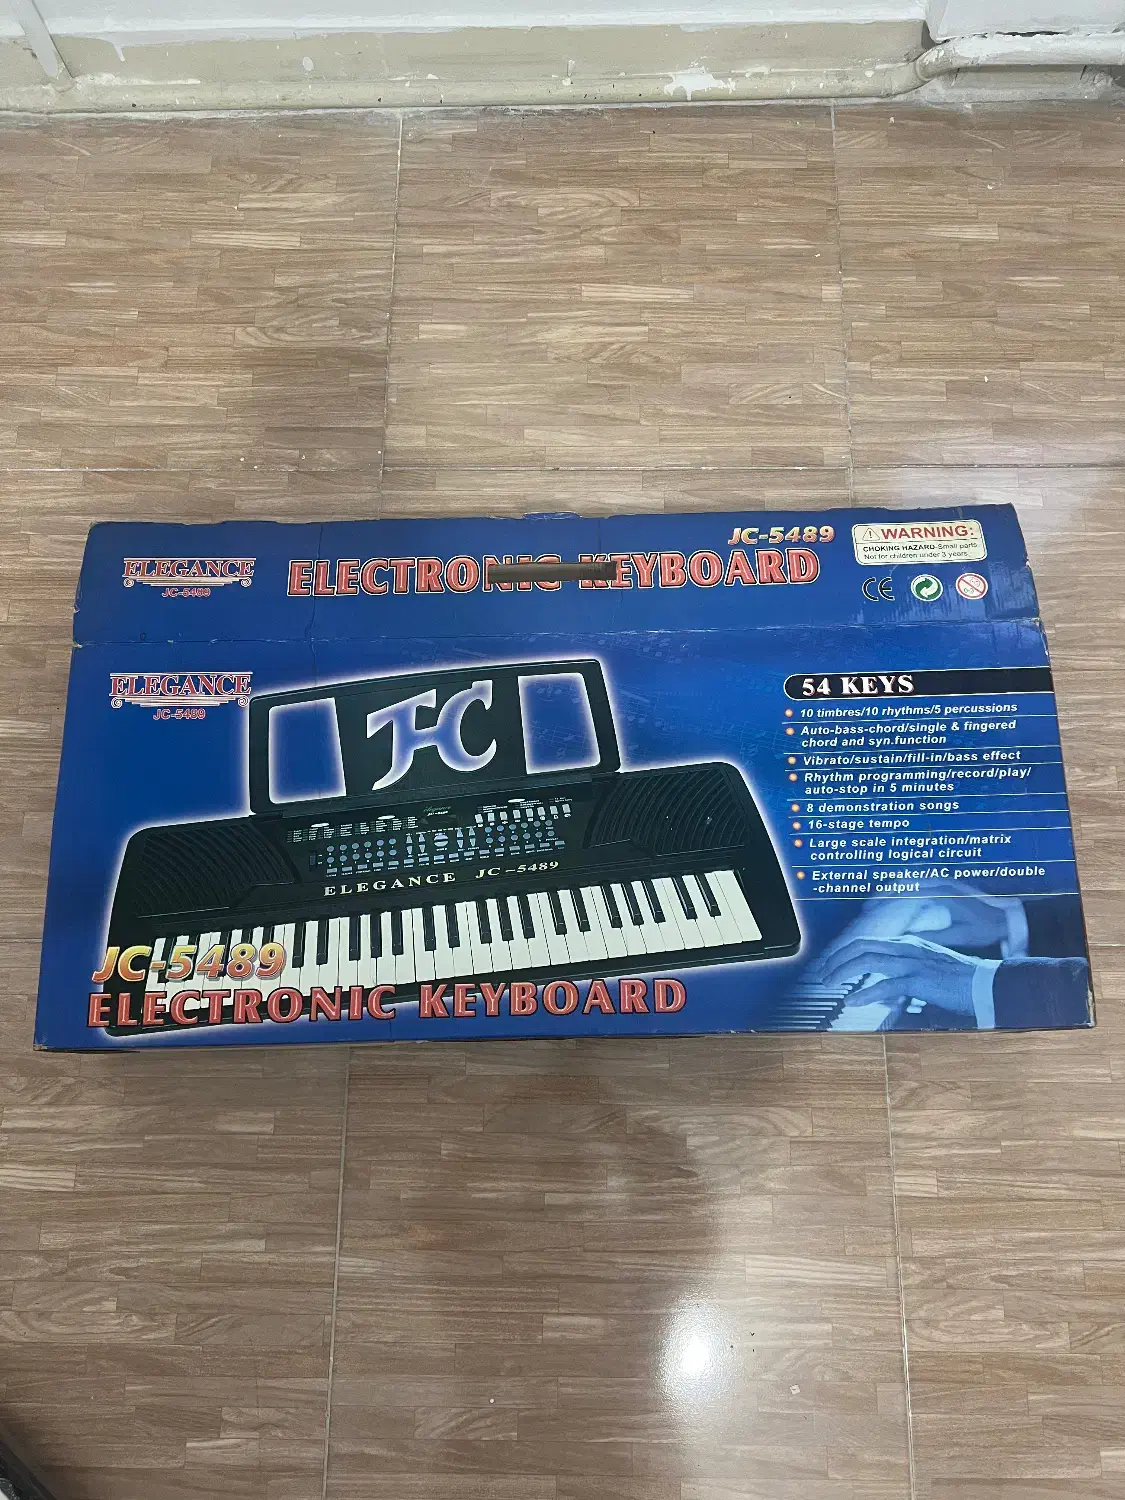 JC-5489
WARNING:
CHOKING HAZARD-Small parts
Not for children under 3 years.
ELEGANCE
JC-5489
ELECTRONIC KEYBOARD
CE
0-3
ELEGANCE
JC-5489
JC
54 KEYS
10 timbres/10 rhythms/5 percussions
Auto-bass-chord/single & fingered
chord and syn.function
Vibrato/sustain/fill-in/bass effect
Rhythm programming/record/play/
auto-stop in 5 minutes
8 demonstration songs
16-stage tempo
Large scale integration/matrix
controlling logical circuit
External speaker/AC power/double
-channel output
ELEGANCE JC-5489
JC-5489
ELECTRONIC KEYBOARD